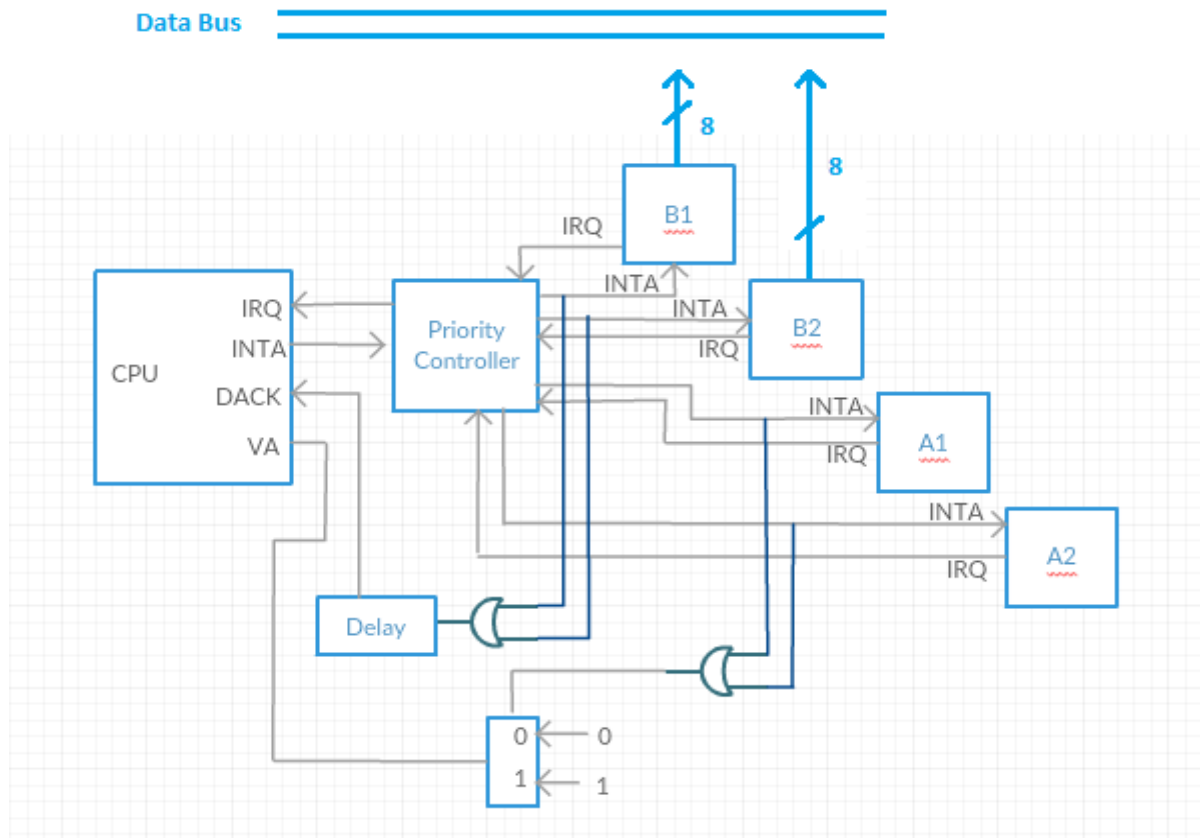 Data Bus
8
8
B1
IRQ
INTA
IRQ
INTA
B2
Priority
Controller
INTA
IRQ
CPU
DACK
INTA
A1
VA
IRQ
INTA
A2
IRQ
Delay
0
0
1
1